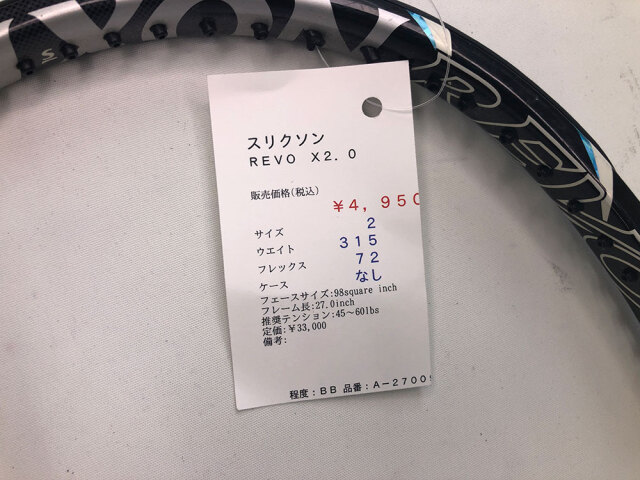 スリクソン
REVO X2.0
販売価格(税込)
¥4,950
サイズ 2
ウエイト 315
フレックス 72
ケース なし
フェースサイズ:98square inch
フレーム長:27.0inch
推奨テンション:45～60lbs
定価:¥33,000
備考:
程度:BB 品番:A-27009
REVO